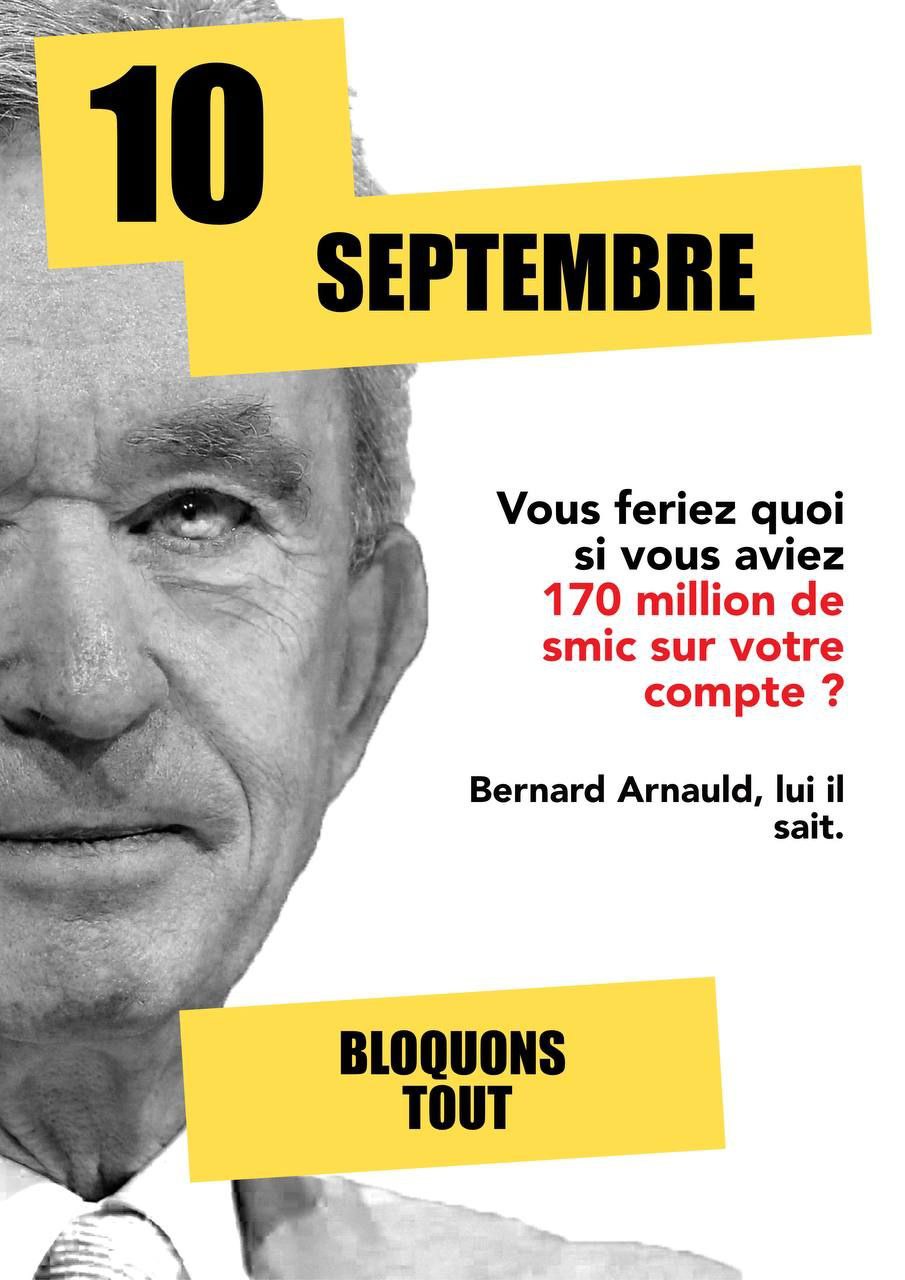 10
SEPTEMBRE
Vous feriez quoi
si vous aviez
170 million de
smic sur votre
compte ?
Bernard Arnauld, lui il
sait.
BLOQUONS
TOUT